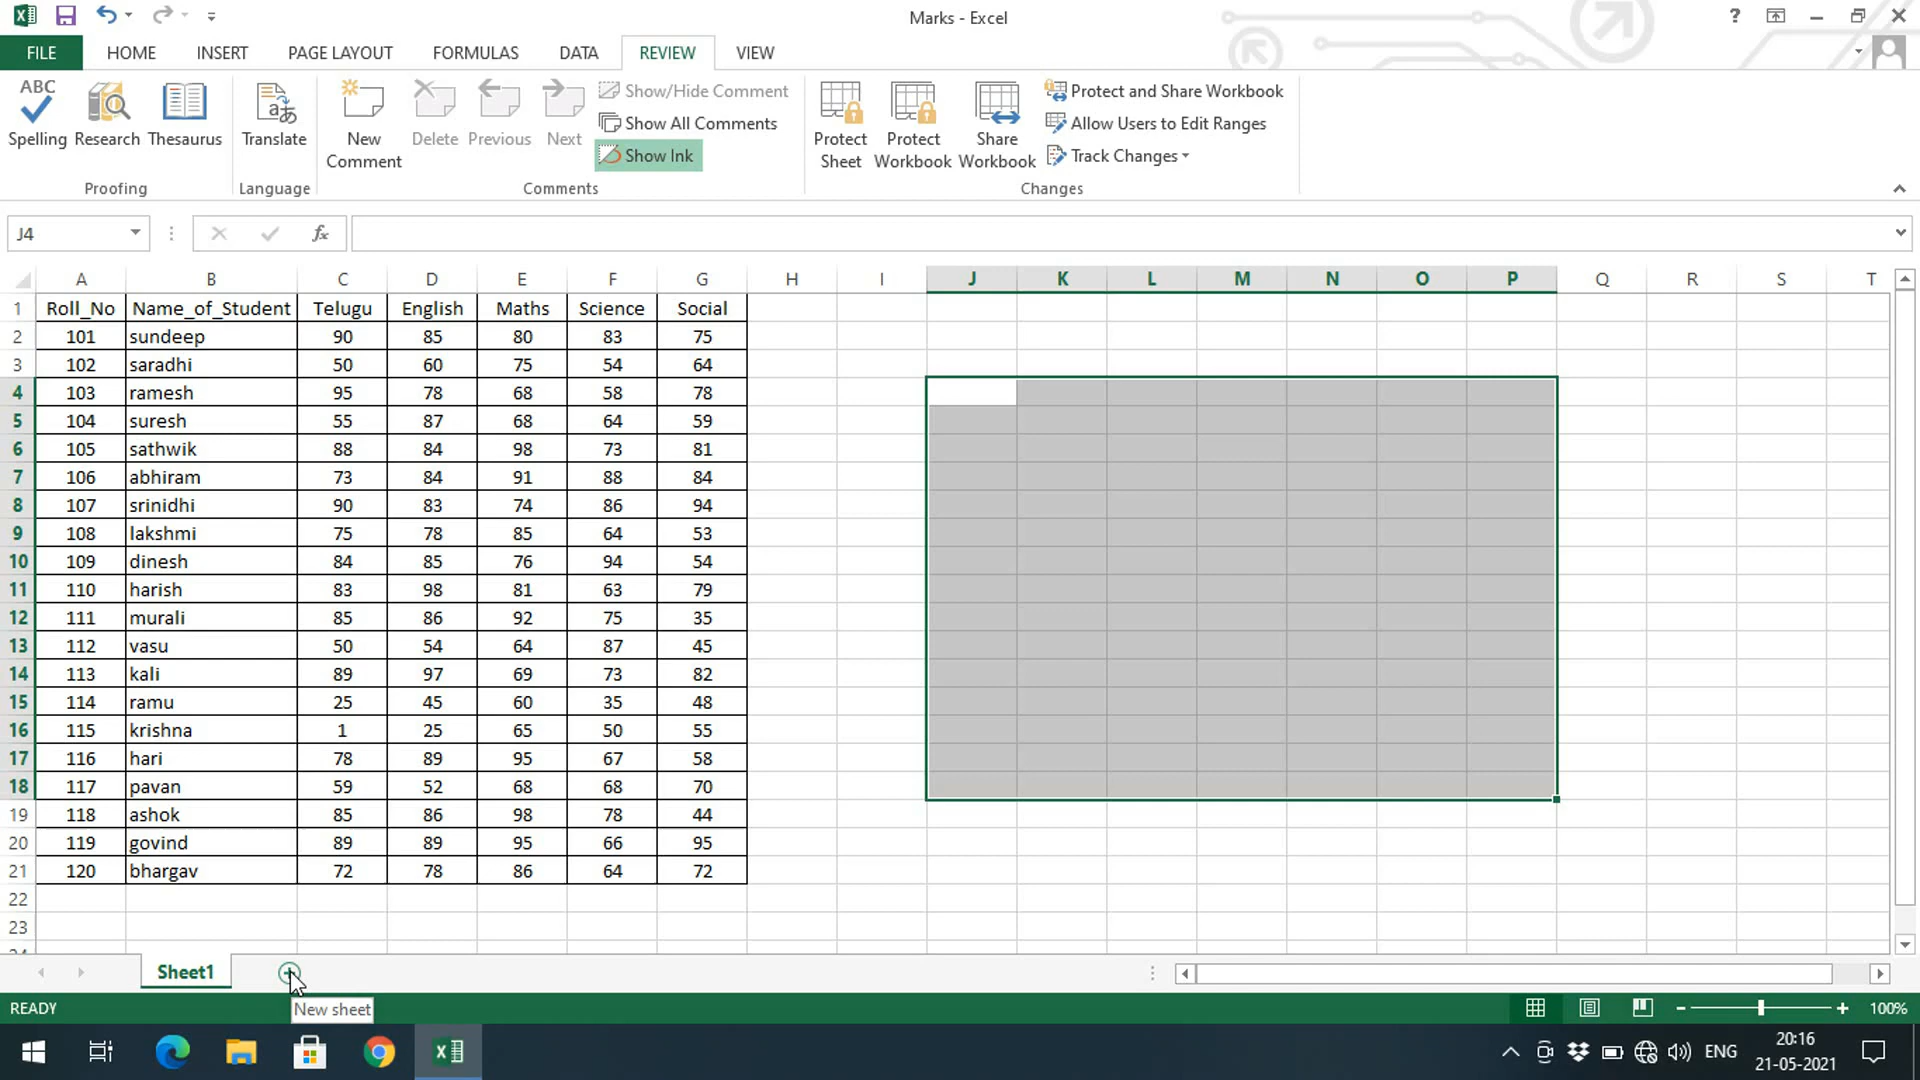 Marks - Excel
?
FILE HOME INSERT PAGE LAYOUT FORMULAS DATA REVIEW VIEW
ABC
Spelling
Research
Thesaurus
Translate
New
Comment
Delete
Previous
Next
Show/Hide Comment
Show All Comments
Show Ink
Protect
Sheet
Protect
Workbook
Share
Workbook
Protect and Share Workbook
Allow Users to Edit Ranges
Track Changes
Proofing Language Comments Changes
J4 fx
A B C D E F G H I J K L M N O P Q R S T
1 Roll_No Name_of_Student Telugu English Maths Science Social
2 101 sundeep 90 85 80 83 75
3 102 saradhi 50 60 75 54 64
4 103 ramesh 95 78 68 58 78
5 104 suresh 55 87 68 64 59
6 105 sathwik 88 84 98 73 81
7 106 abhiram 73 84 91 88 84
8 107 srinidhi 90 83 74 86 94
9 108 lakshmi 75 78 85 64 53
10 109 dinesh 84 85 76 94 54
11 110 harish 83 98 81 63 79
12 111 murali 85 86 92 75 35
13 112 vasu 50 54 64 87 45
14 113 kali 89 97 69 73 82
15 114 ramu 25 45 60 35 48
16 115 krishna 1 25 65 50 55
17 116 hari 78 89 95 67 58
18 117 pavan 59 52 68 68 70
19 118 ashok 85 86 98 78 44
20 119 govind 89 89 95 66 95
21 120 bhargav 72 78 86 64 72
22
23
24
Sheet1
New sheet
READY 100%
ENG
20:16
21-05-2021